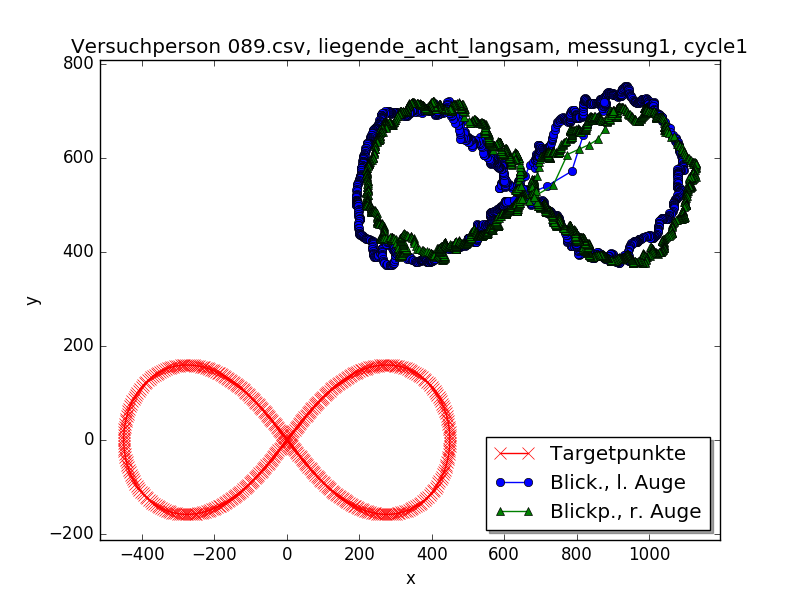 Versuchperson 089.csv, liegende_acht_langsam, messung1, cycle1
800
600
400
200
0
−200
y
−400
−200
0
200
400
600
800
1000
x
Targetpunkte
Blick., l. Auge
Blickp., r. Auge